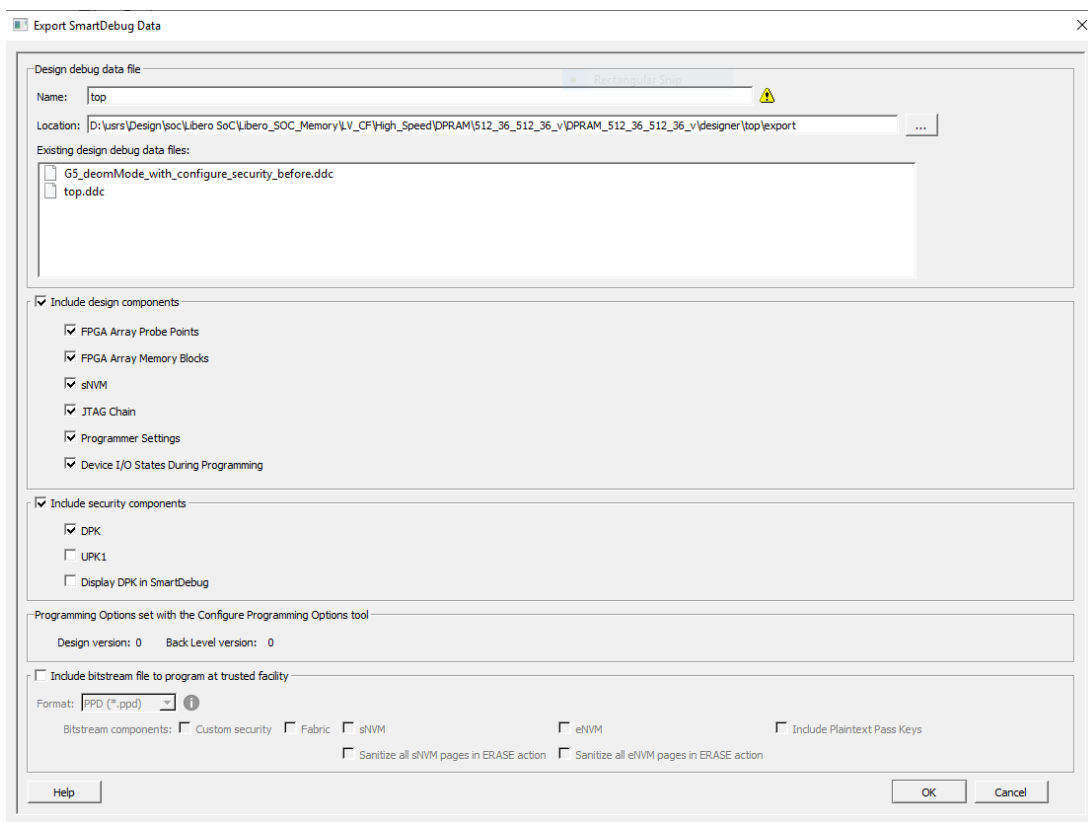 Export SmartDebug Data
Design debug data file
Rectangular Snip
Name: top
Location: D:\usrs\Design\soc\Libero SoC\Libero_SOC_Memory\LV_CF\High_Speed\DPRAM\512_36_512_36_v\DPRAM_512_36_512_36_v\designer\top\export ...
Existing design debug data files:
G5_deomMode_with_configure_security_before.ddc
top.ddc
Include design components
FPGA Array Probe Points
FPGA Array Memory Blocks
sNVM
JTAG Chain
Programmer Settings
Device I/O States During Programming
Include security components
DPK
UPK1
Display DPK in SmartDebug
Programming Options set with the Configure Programming Options tool
Design version: 0 Back Level version: 0
Include bitstream file to program at trusted facility
Format: PPD (*.ppd)
Bitstream components: Custom security Fabric sNVM eNVM Include Plaintext Pass Keys
Sanitize all sNVM pages in ERASE action Sanitize all eNVM pages in ERASE action
Help OK Cancel